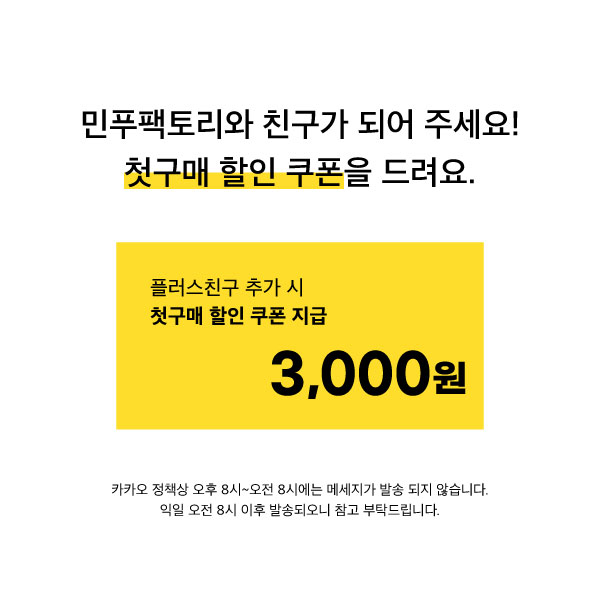 민푸팩토리와 친구가 되어 주세요!
첫구매 할인 쿠폰을 드려요.
플러스친구 추가 시
첫구매 할인 쿠폰 지급
3,000원
카카오 정책상 오후 8시~오전 8시에는 메세지가 발송 되지 않습니다.
익일 오전 8시 이후 발송되오니 참고 부탁드립니다.